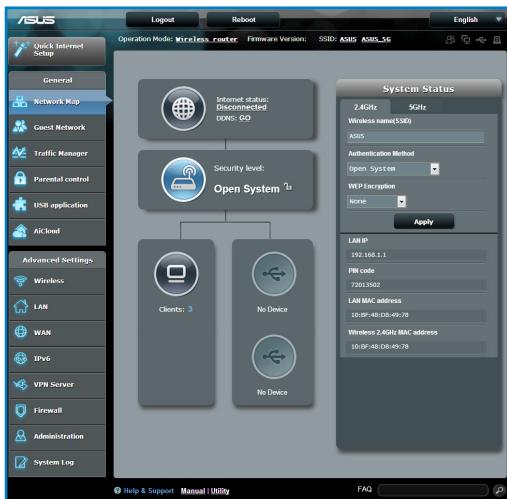 ASUS
Logout
Reboot
English
Operation Mode: Wireless router Firmware Version: SSID: ASUS ASUS_5G
Quick Internet
Setup
General
Network Map
Guest Network
Traffic Manager
Parental control
USB application
AiCloud
Advanced Settings
Wireless
LAN
WAN
IPv6
VPN Server
Firewall
Administration
System Log
Internet status:
Disconnected
DDNS: GO
Security level:
Open System
Clients: 3
No Device
No Device
System Status
2.4GHz 5GHz
Wireless name(SSID)
ASUS
Authentication Method
Open System
WEP Encryption
None
Apply
LAN IP
192.168.1.1
PIN code
72013502
LAN MAC address
10:BF:48:D8:49:78
Wireless 2.4GHz MAC address
10:BF:48:D8:49:78
Help & Support Manual | Utility
FAQ